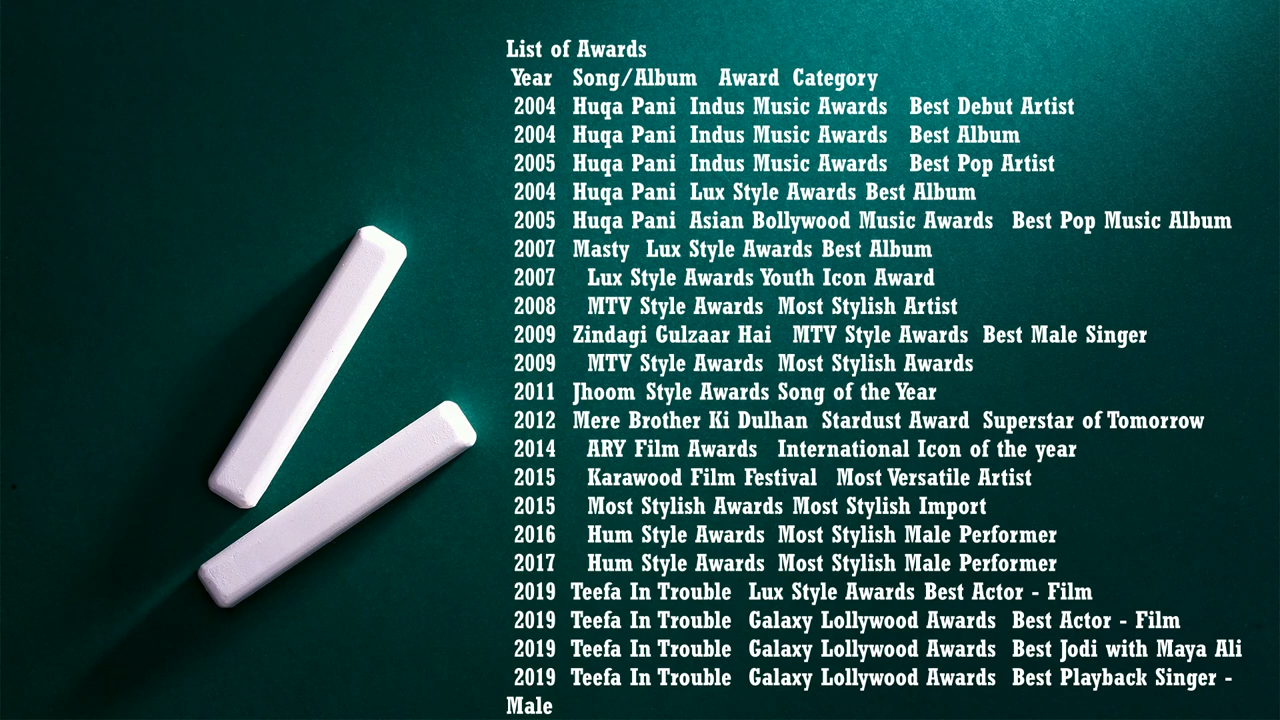 List of Awards
Year Song/Album Award Category
2004 Huqa Pani Indus Music Awards Best Debut Artist
2004 Huqa Pani Indus Music Awards Best Album
2005 Huqa Pani Indus Music Awards Best Pop Artist
2004 Huqa Pani Lux Style Awards Best Album
2005 Huqa Pani Asian Bollywood Music Awards Best Pop Music Album
2007 Masty Lux Style Awards Best Album
2007 Lux Style Awards Youth Icon Award
2008 MTV Style Awards Most Stylish Artist
2009 Zindagi Gulzaar Hai MTV Style Awards Best Male Singer
2009 MTV Style Awards Most Stylish Awards
2011 Jhoom Style Awards Song of the Year
2012 Mere Brother Ki Dulhan Stardust Award Superstar of Tomorrow
2014 ARY Film Awards International Icon of the year
2015 Karawood Film Festival Most Versatile Artist
2015 Most Stylish Awards Most Stylish Import
2016 Hum Style Awards Most Stylish Male Performer
2017 Hum Style Awards Most Stylish Male Performer
2019 Teefa In Trouble Lux Style Awards Best Actor - Film
2019 Teefa In Trouble Galaxy Lollywood Awards Best Actor - Film
2019 Teefa In Trouble Galaxy Lollywood Awards Best Jodi with Maya Ali
2019 Teefa In Trouble Galaxy Lollywood Awards Best Playback Singer -
Male